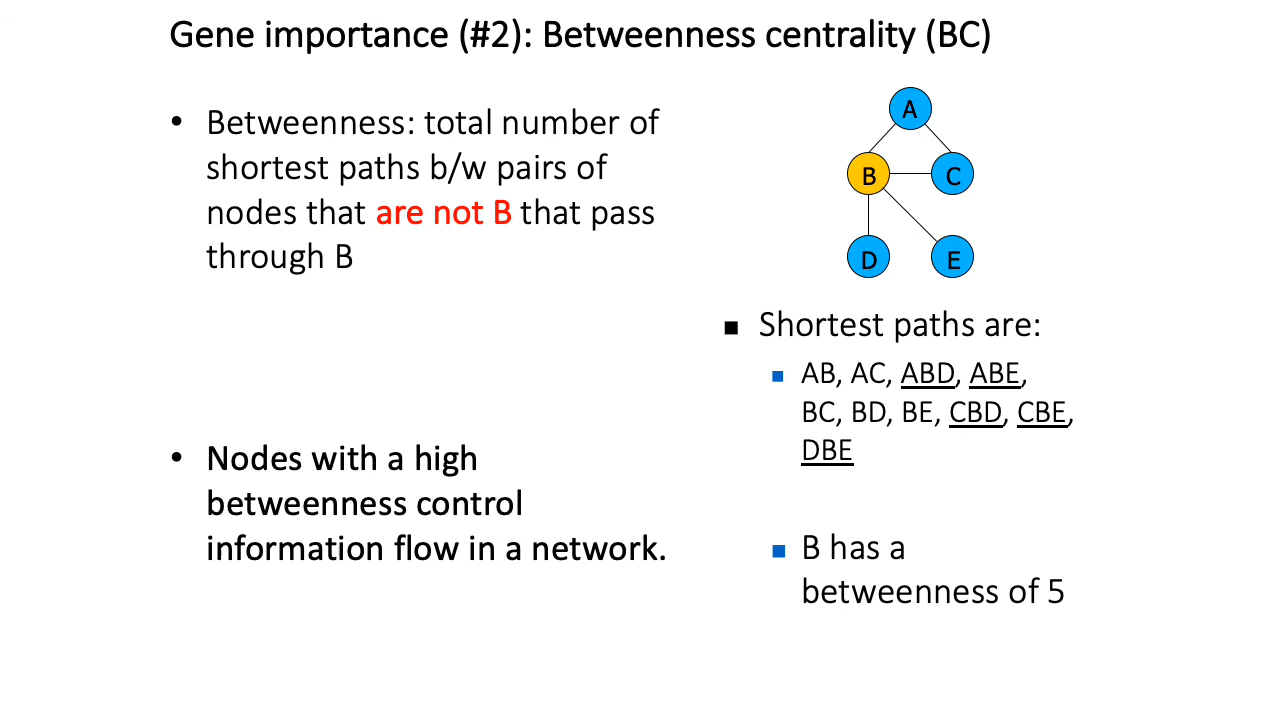 Gene importance (#2): Betweenness centrality (BC)
• Betweenness: total number of
shortest paths b/w pairs of
nodes that are not B that pass
through B
• Nodes with a high
betweenness control
information flow in a network.
A
B
C
D
E
■ Shortest paths are:
■ AB, AC, ABD, ABE,
BC, BD, BE, CBD, CBE,
DBE
■ B has a
betweenness of 5